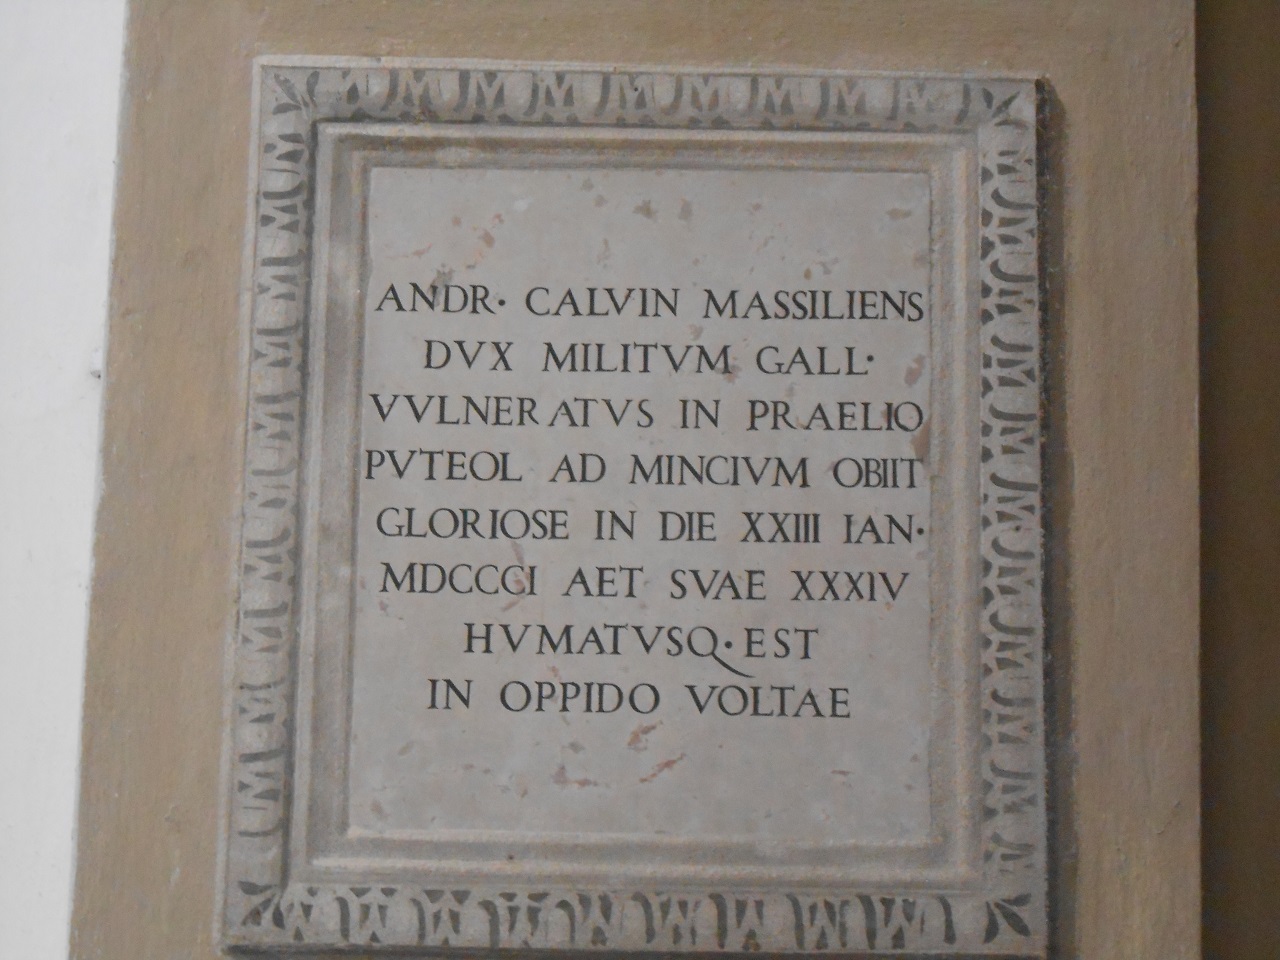 ANDR· CALVIN MASSILIENS
DVX MILITVM GALL·
VVLNERATVS IN PRAELIO
PVTEOL AD MINCIVM OBIIT
GLORIOSE IN DIE XXIII IAN·
MDCCCI AET SVAE XXXIV
HVMATVSQ·EST
IN OPPIDO VOLTAE